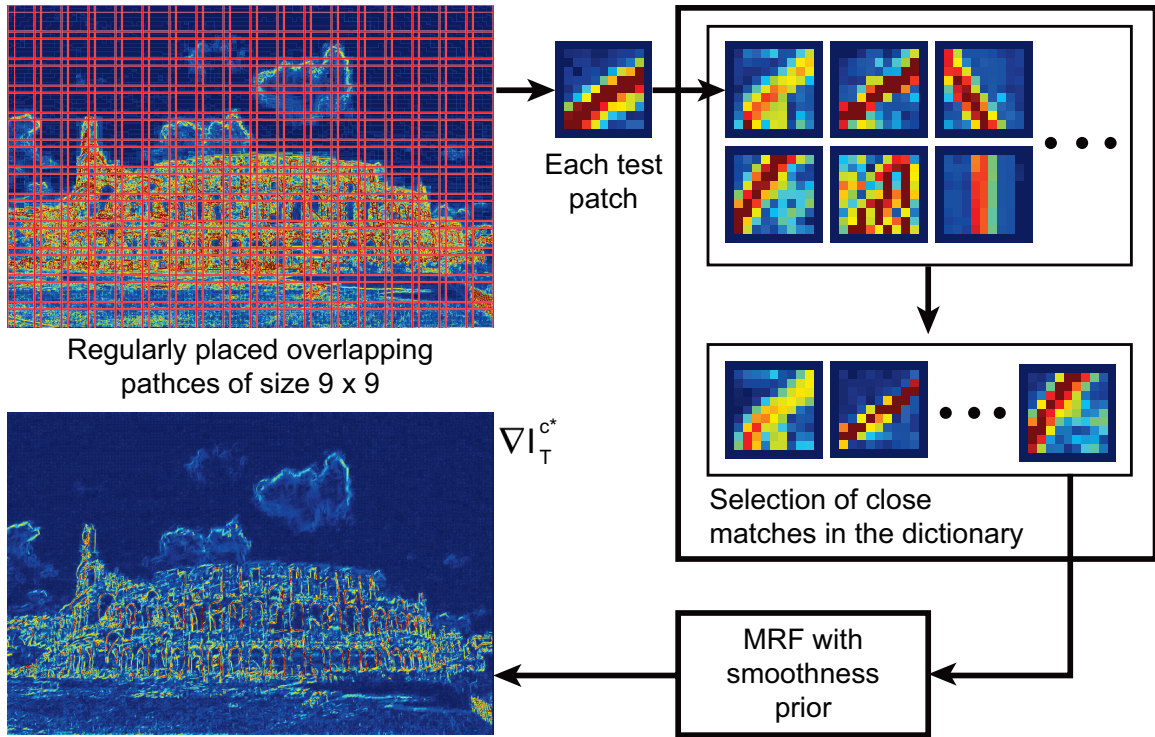 Each test
patch
Regularly placed overlapping
pathces of size 9 x 9
∇I_T^{c*}
Selection of close
matches in the dictionary
MRF with
smoothness
prior